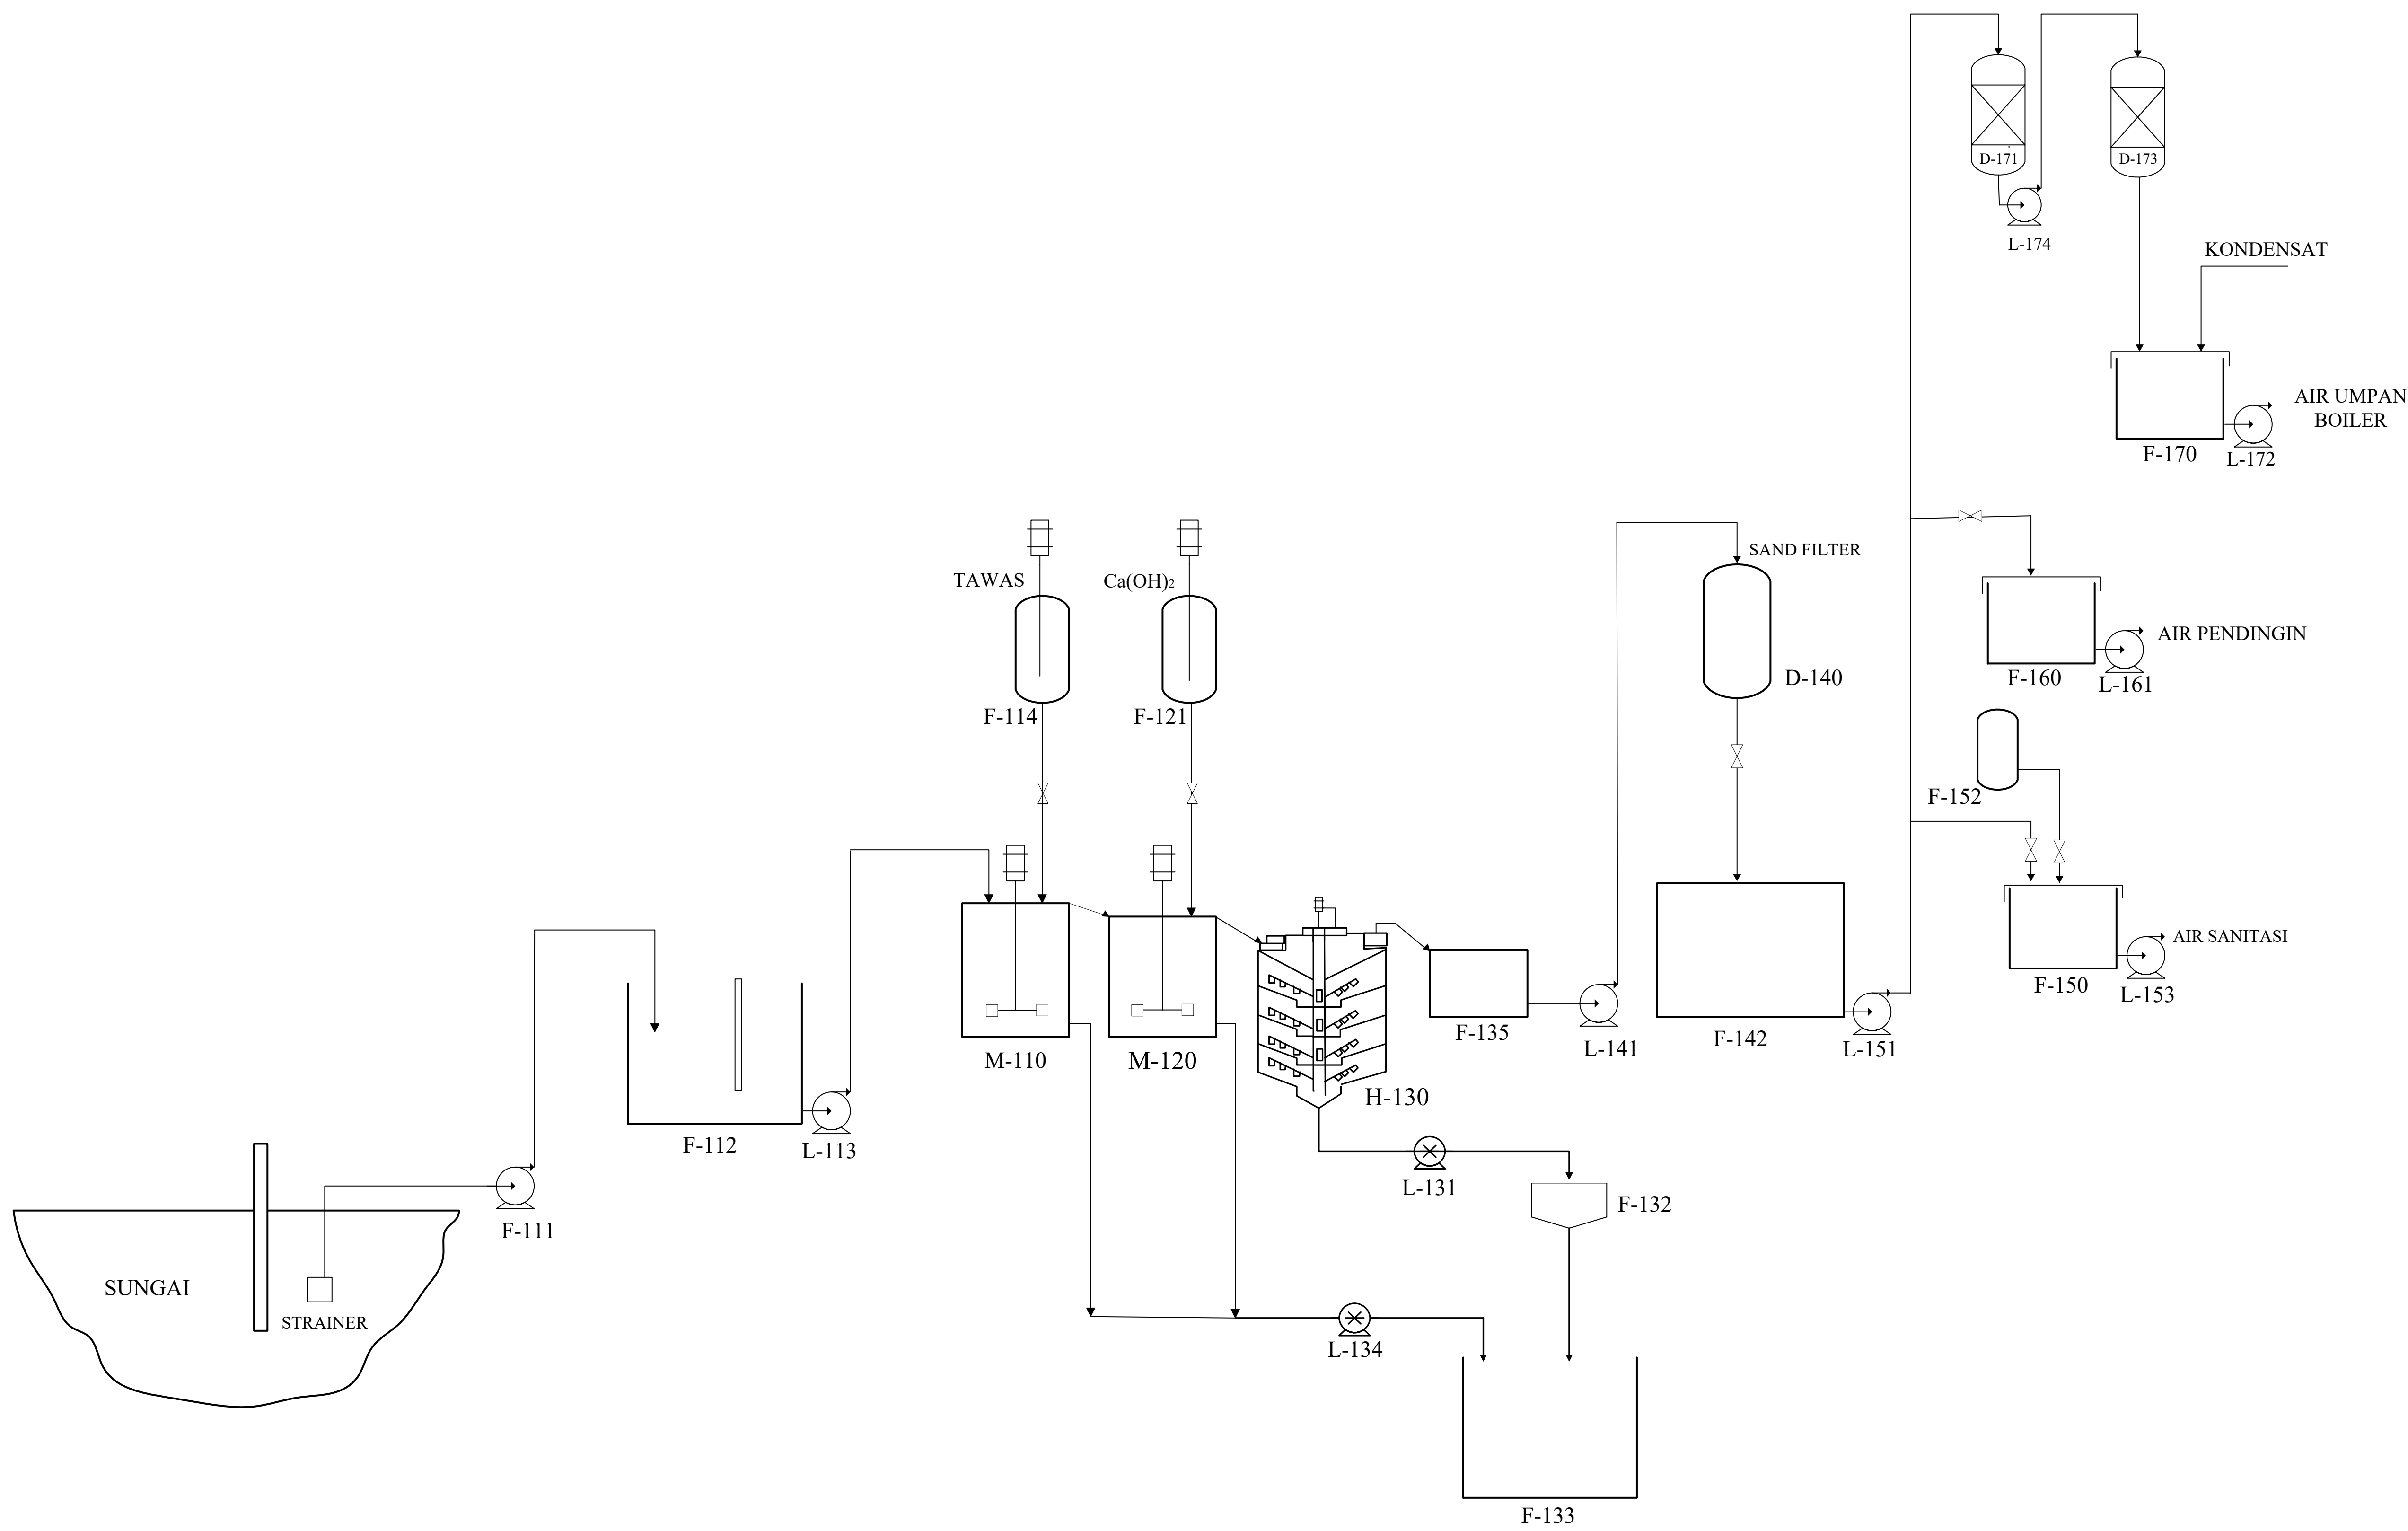 D-171
D-173
L-174
KONDENSAT
AIR UMPAN
BOILER
F-170
L-172
SAND FILTER
TAWAS
Ca(OH)2
AIR PENDINGIN
D-140
F-160
L-161
F-114
F-121
F-152
AIR SANITASI
F-150
L-153
F-135
F-142
L-141
L-151
M-110
M-120
H-130
F-112
L-113
L-131
F-132
F-111
SUNGAI
STRAINER
L-134
F-133